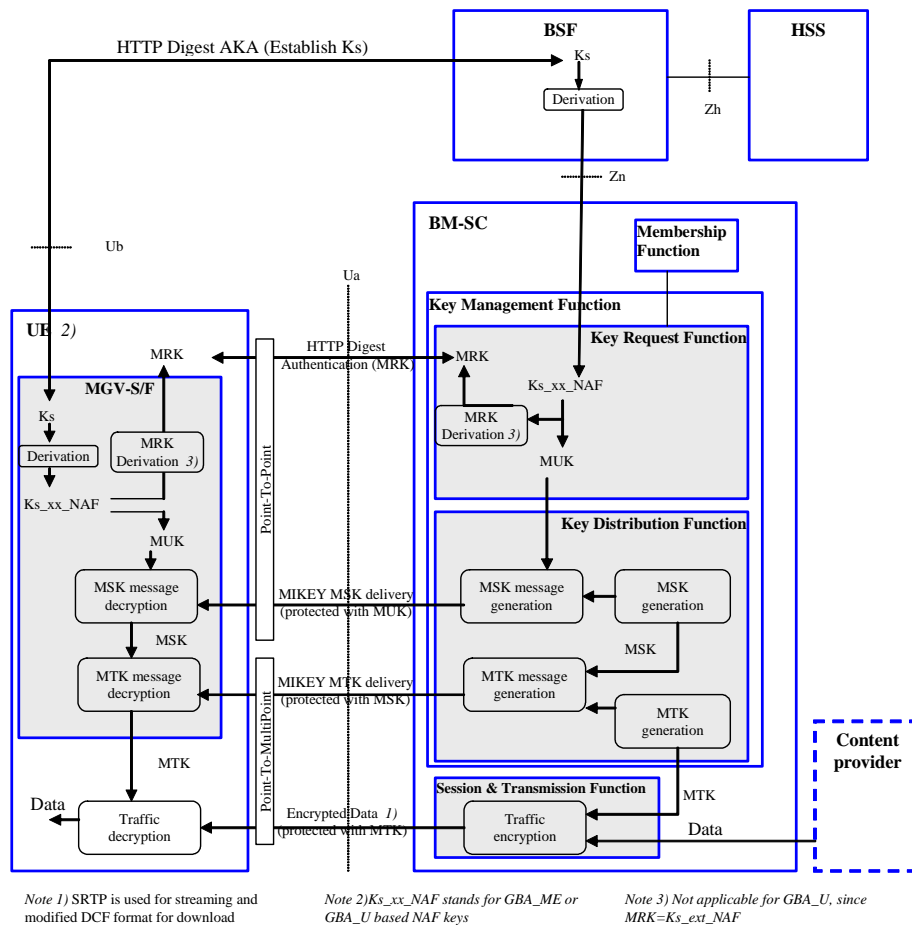 HTTP Digest AKA (Establish Ks)
BSF
HSS
Ks
Derivation
Zh
Zn
Ub
Ua
BM-SC
Membership
Function
Key Management Function
Key Request Function
UE 2)
MRK
HTTP Digest
Authentication (MRK)
MRK
MGV-S/F
Ks_xx_NAF
Ks
MRK
Derivation 3)
MRK
Derivation 3)
Derivation
MUK
Point-To-Point
Ks_xx_NAF
MUK
Key Distribution Function
MSK message
decryption
MIKEY MSK delivery
(protected with MUK)
MSK message
generation
MSK
generation
MSK
MSK
MTK message
decryption
MIKEY MTK delivery
(protected with MSK)
MTK message
generation
MTK
generation
Point-To-MultiPoint
Content
provider
MTK
Session & Transmission Function
MTK
Data
Traffic
decryption
Encrypted Data 1)
(protected with MTK)
Traffic
encryption
Data
Note 1) SRTP is used for streaming and
modified DCF format for download
Note 2)Ks_xx_NAF stands for GBA_ME or
GBA_U based NAF keys
Note 3) Not applicable for GBA_U, since
MRK=Ks_ext_NAF